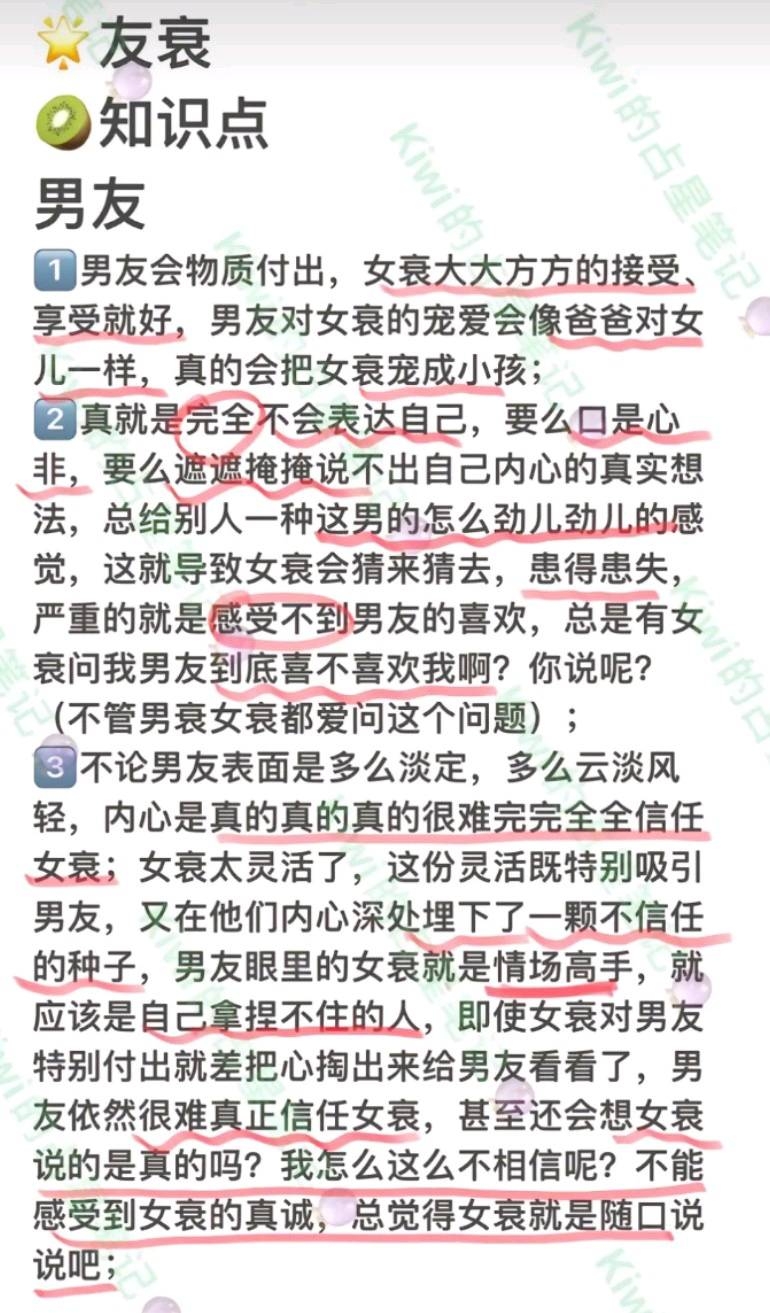 🌟友衰
🥝知识点
男友
1️⃣男友会物质付出，女衰大大方方的接受、
享受就好，男友对女衰的宠爱会像爸爸对女
儿一样，真的会把女衰宠成小孩；
2️⃣真就是完全不会表达自己，要么口是心
非，要么遮遮掩掩说不出自己内心的真实想
法，总给别人一种这男的怎么劲儿劲儿的感
觉，这就导致女衰会猜来猜去，患得患失，
严重的就是感受不到男友的喜欢，总是有女
衰问我男友到底喜不喜欢我啊？你说呢？
（不管男衰女衰都爱问这个问题）；
3️⃣不论男友表面是多么淡定，多么云淡风
轻，内心是真的真的真的很难完完全全信任
女衰；女衰太灵活了，这份灵活既特别吸引
男友，又在他们内心深处埋下了一颗不信任
的种子，男友眼里的女衰就是情场高手，就
应该是自己拿捏不住的人，即使女衰对男友
特别付出就差把心掏出来给男友看看了，男
友依然很难真正信任女衰，甚至还会想女衰
说的是真的吗？我怎么这么不相信呢？不能
感受到女衰的真诚，总觉得女衰就是随口说
说吧；
Kiwi的占星笔记
Kiwi的占星笔记